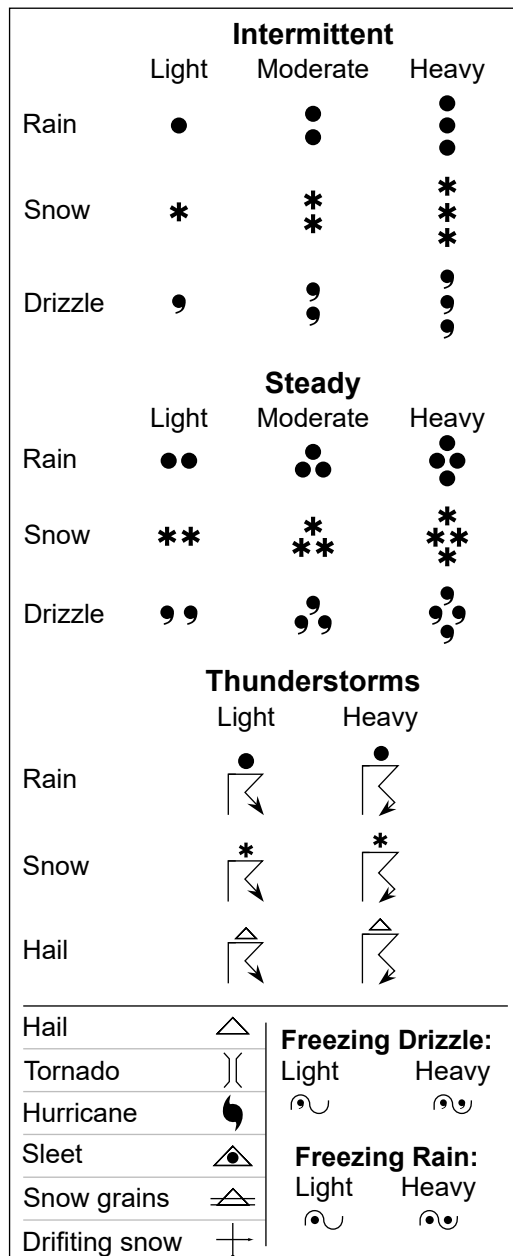 Intermittent
Light Moderate Heavy
Rain
Snow
Drizzle
Steady
Light Moderate Heavy
Rain
Snow
Drizzle
Thunderstorms
Light Heavy
Rain
Snow
Hail
Hail
Tornado
Hurricane
Sleet
Snow grains
Drifiting snow
Freezing Drizzle:
Light Heavy
Freezing Rain:
Light Heavy